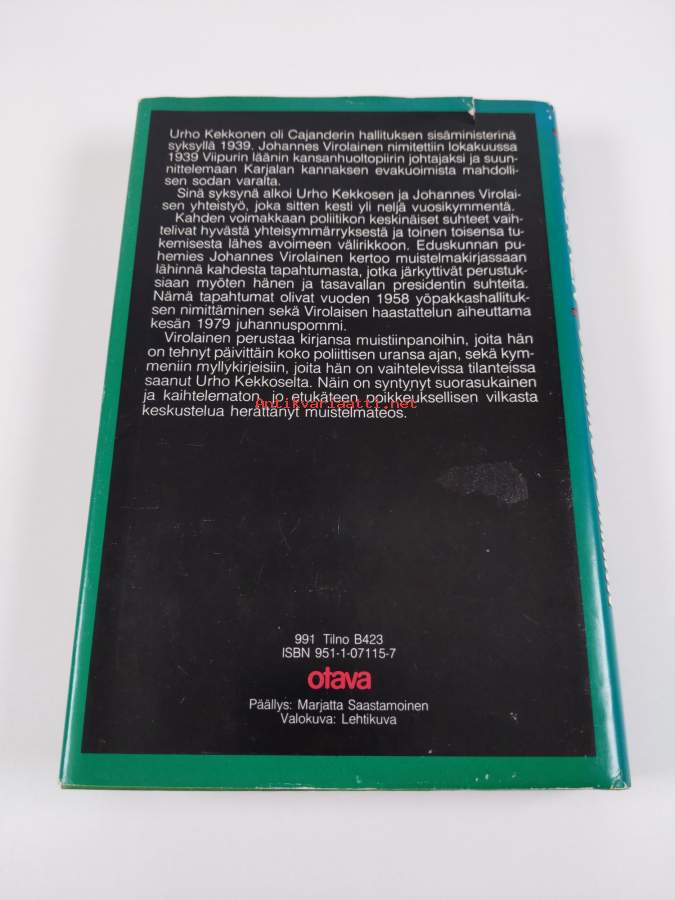 Urho Kekkonen oli Cajanderin hallituksen sisäministerinä
syksyllä 1939. Johannes Virolainen nimitettiin lokakuussa
1939 Viipurin läänin kansanhuoltopiirin johtajaksi ja suun-
nittelemaan Karjalan kannaksen evakuoimista mahdolli-
sen sodan varalta.
Sinä syksynä alkoi Urho Kekkosen ja Johannes Virolai-
sen yhteistyö, joka sitten kesti yli neljä vuosikymmentä.
Kahden voimakkaan poliitikon keskinäiset suhteet vaih-
telivat hyvästä yhteisymmärryksestä ja toinen toisensa tu-
kemisesta lähes avoimeen välirikkoon. Eduskunnan pu-
hemies Johannes Virolainen kertoo muistelmakirjassaan
lähinnä kahdesta tapahtumasta, jotka järkyttivät perustuk-
siaan myöten hänen ja tasavallan presidentin suhteita.
Nämä tapahtumat olivat vuoden 1958 yöpakkashallituk-
sen nimittäminen sekä Virolaisen haastattelun aiheuttama
kesän 1979 juhannuspommi.
Virolainen perustaa kirjansa muistiinpanoihin, joita hän
on tehnyt päivittäin koko poliittisen uransa ajan, sekä kym-
meniin myllykirjeisiin, joita hän on vaihtelevissa tilanteissa
saanut Urho Kekkoselta. Näin on syntynyt suorasukainen
ja kaihtelematon, jo etukäteen poikkeuksellisen vilkasta
Antikvariaatti.net
keskustelua herättänyt muistelmateos.
991 Tilno B423
ISBN 951-1-07115-7
otava
Päällys: Marjatta Saastamoinen
Valokuva: Lehtikuva